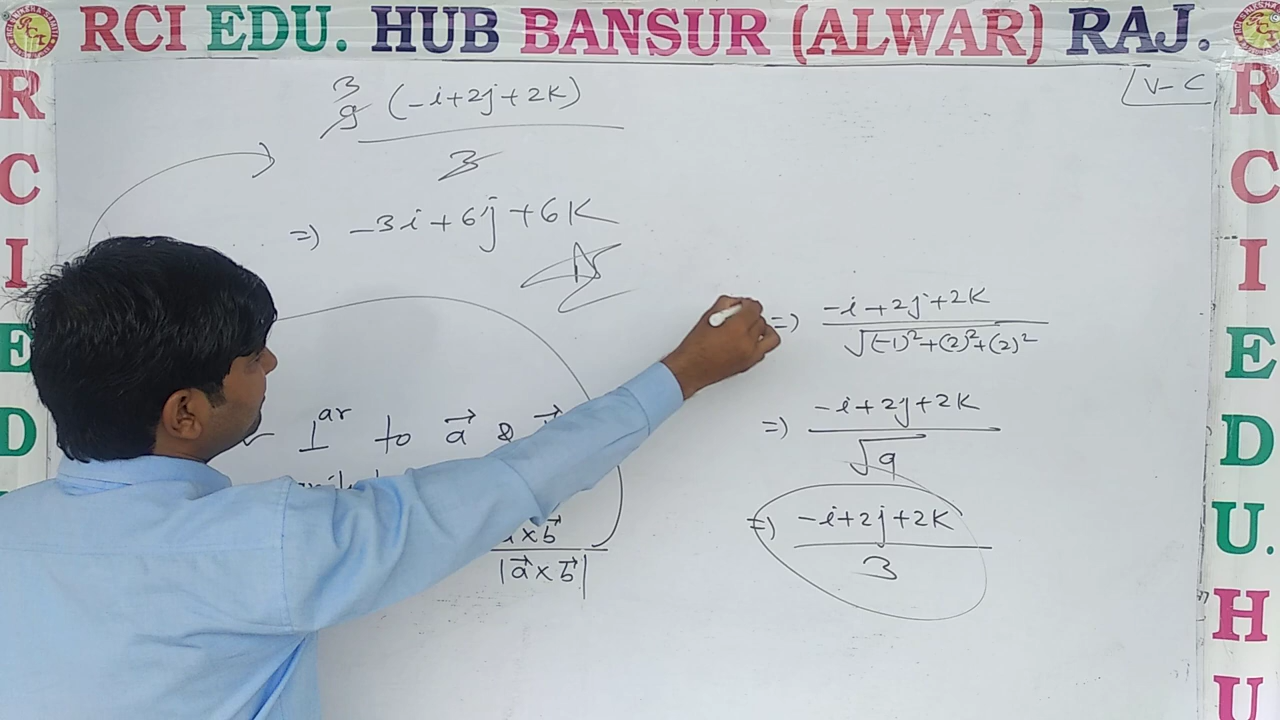 RCI EDU. HUB BANSUR (ALWAR) RAJ.
V-C
3
9 (-i+2j+2K)
3
=) -3i+6j+6K
=) -i+2j+2K
√(-1)²+(2)²+(2)²
=) -i+2j+2K
√9
=) -i+2j+2K
3
⊥ar to a⃗ &
a⃗×b⃗
|a⃗×b⃗|
R
C
I
E
D
R
C
I
E
D
U.
H
U